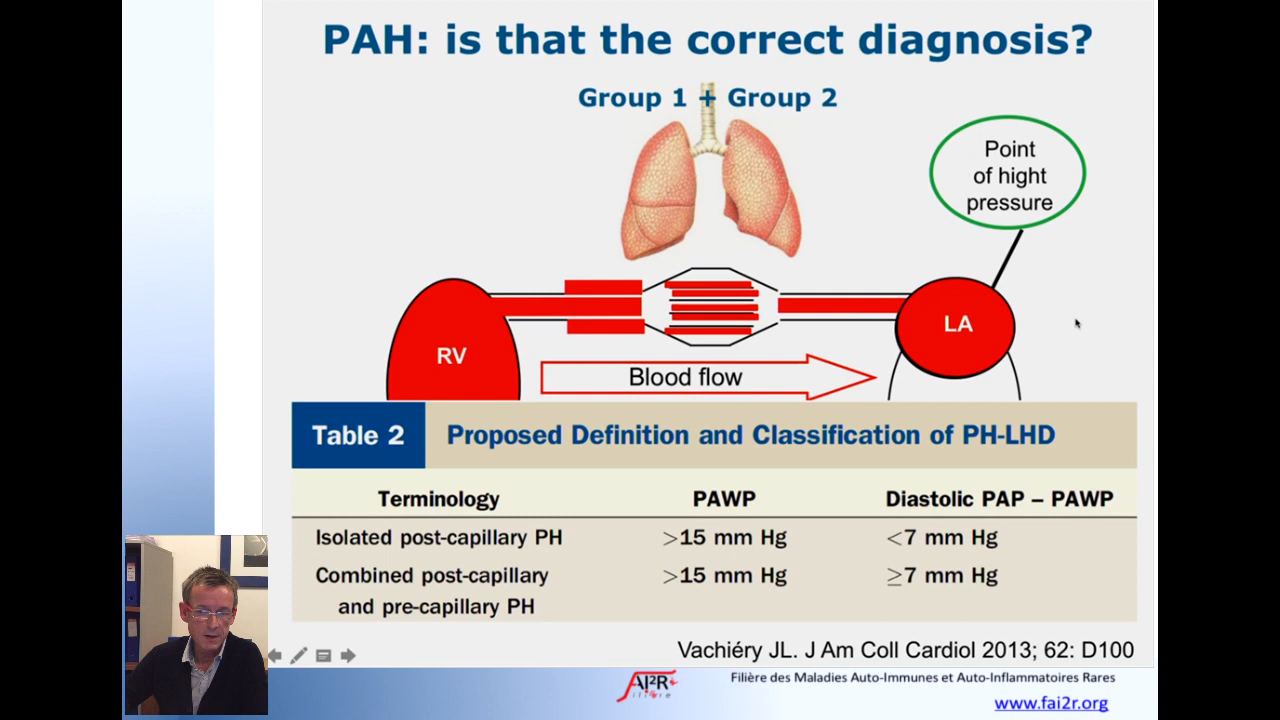 PAH: is that the correct diagnosis?
Group 1 + Group 2
Point
of hight
pressure
RV
LA
Blood flow
Table 2 Proposed Definition and Classification of PH-LHD
Terminology PAWP Diastolic PAP – PAWP
Isolated post-capillary PH >15 mm Hg <7 mm Hg
Combined post-capillary >15 mm Hg ≥7 mm Hg
and pre-capillary PH
Vachiéry JL. J Am Coll Cardiol 2013; 62: D100
FAI2R
filière
Filière des Maladies Auto-Immunes et Auto-Inflammatoires Rares
www.fai2r.org